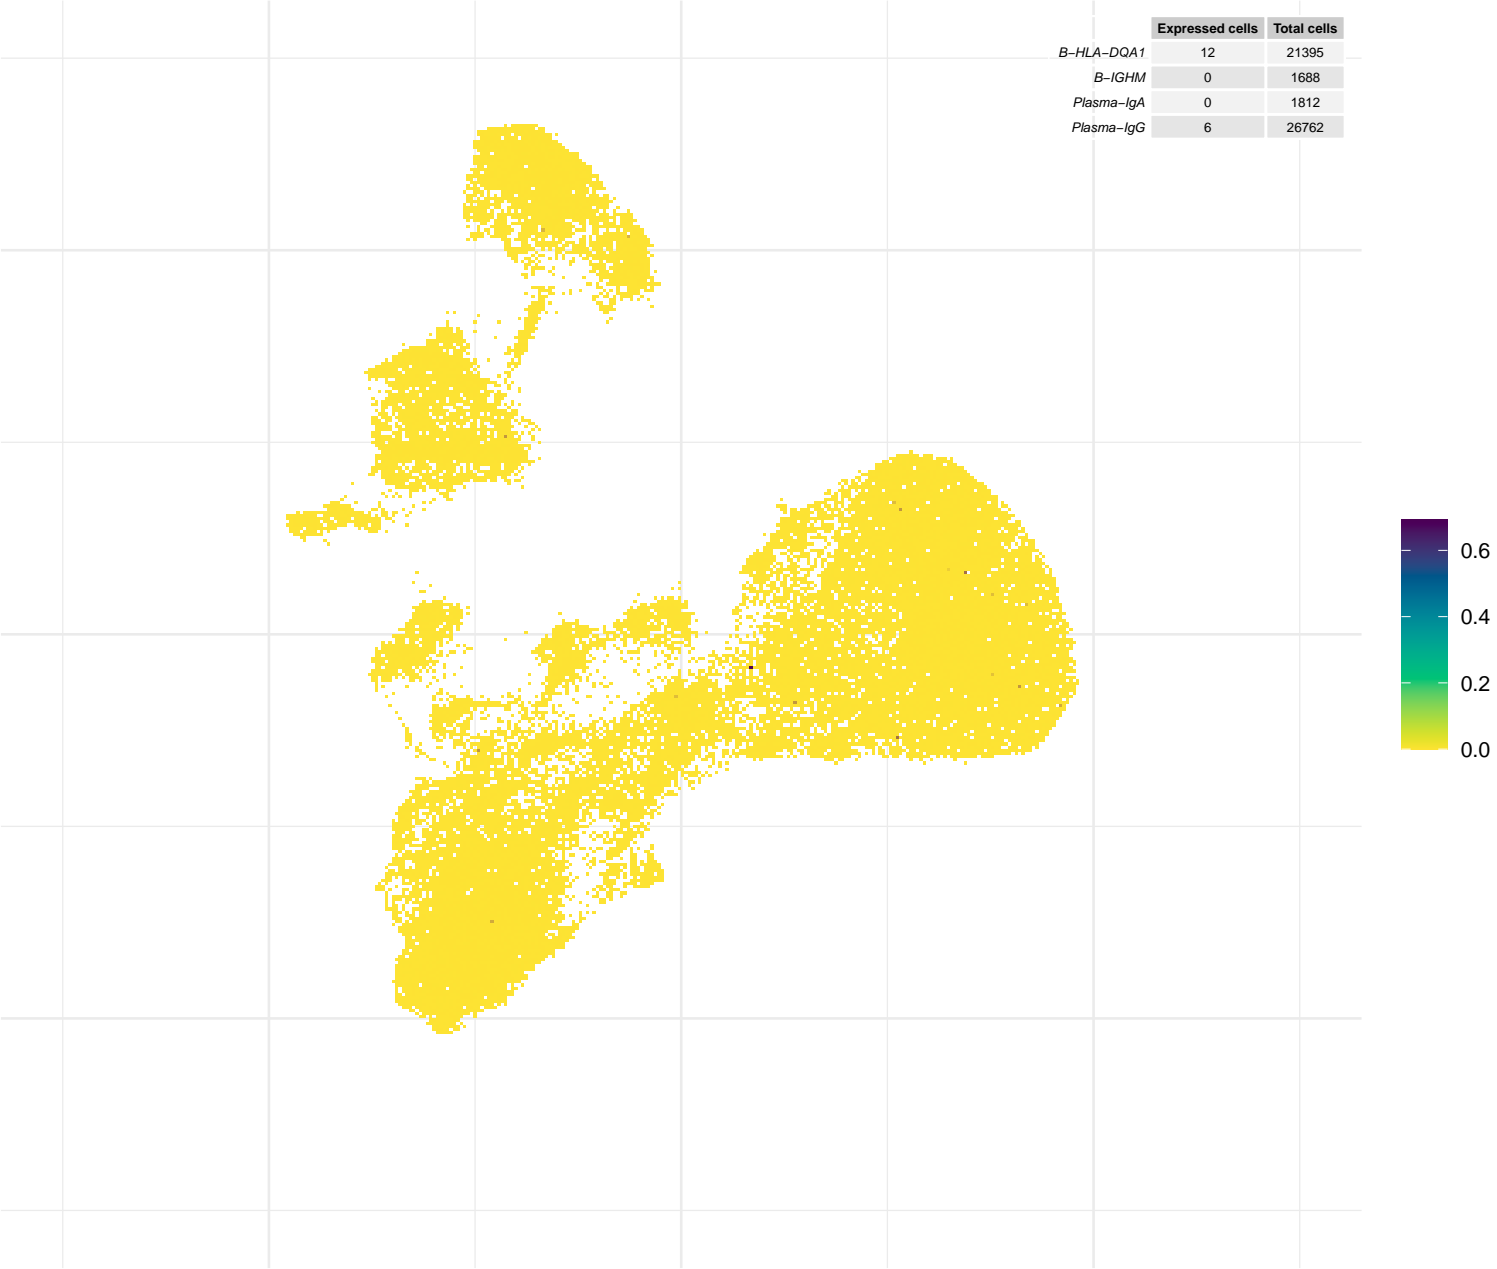 Expressed cells Total cells
B−HLA−DQA1 12 21395
B−IGHM 0 1688
Plasma−IgA 0 1812
Plasma−IgG 6 26762
0.6
0.4
0.2
0.0